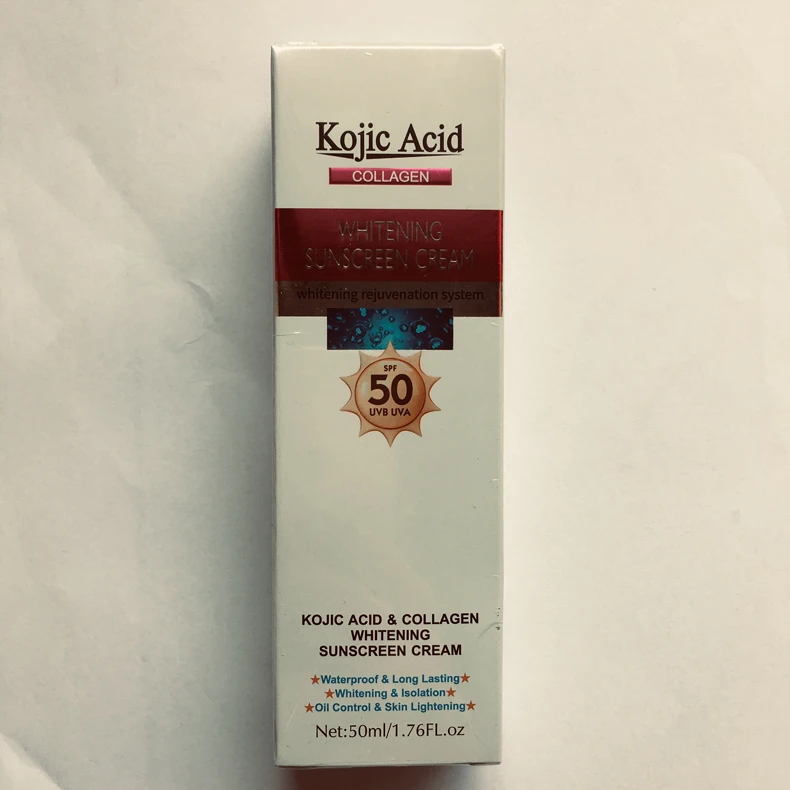 Kojic Acid
COLLAGEN
WHITENING
SUNSCREEN CREAM
whitening rejuvenation system
SPF
50
UVB UVA
KOJIC ACID & COLLAGEN
WHITENING
SUNSCREEN CREAM
★Waterproof & Long Lasting★
★Whitening & Isolation★
★Oil Control & Skin Lightening★
Net:50ml/1.76FL.oz